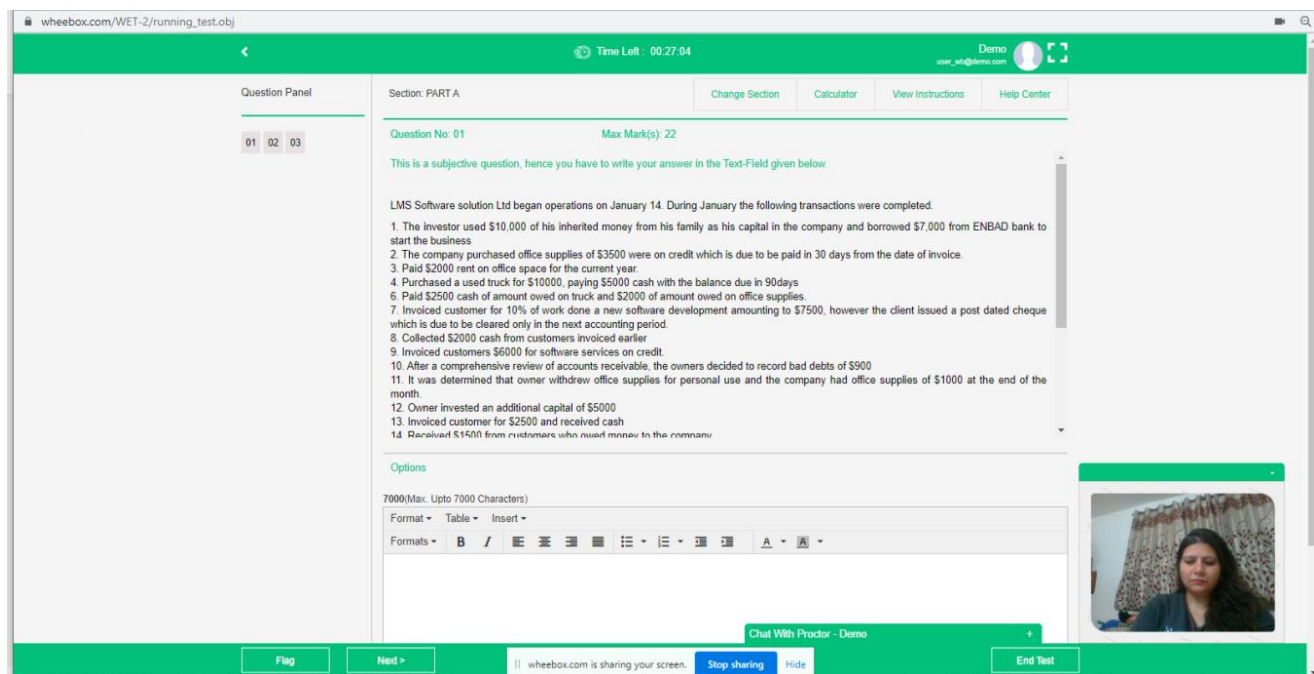 wheebox.com/WET-2/running_test.obj
Time Left : 00:27:04
Demo
user_wb@demo.com
Question Panel
01 02 03
Section: PART A
Change Section
Calculator
View Instructions
Help Center
Question No: 01 Max Mark(s): 22
This is a subjective question, hence you have to write your answer in the Text-Field given below.
LMS Software solution Ltd began operations on January 14. During January the following transactions were completed.
1. The investor used $10,000 of his inherited money from his family as his capital in the company and borrowed $7,000 from ENBAD bank to
start the business
2. The company purchased office supplies of $3500 were on credit which is due to be paid in 30 days from the date of invoice.
3. Paid $2000 rent on office space for the current year.
4. Purchased a used truck for $10000, paying $5000 cash with the balance due in 90days
6. Paid $2500 cash of amount owed on truck and $2000 of amount owed on office supplies.
7. Invoiced customer for 10% of work done a new software development amounting to $7500, however the client issued a post dated cheque
which is due to be cleared only in the next accounting period.
8. Collected $2000 cash from customers invoiced earlier
9. Invoiced customers $6000 for software services on credit.
10. After a comprehensive review of accounts receivable, the owners decided to record bad debts of $900
11. It was determined that owner withdrew office supplies for personal use and the company had office supplies of $1000 at the end of the
month.
12. Owner invested an additional capital of $5000
13. Invoiced customer for $2500 and received cash
14. Received $1500 from customers who owed money to the company
Options
7000(Max. Upto 7000 Characters)
Format Table Insert
Formats B I A A
Chat With Proctor - Demo +
Flag
Next >
wheebox.com is sharing your screen.
Stop sharing
Hide
End Test